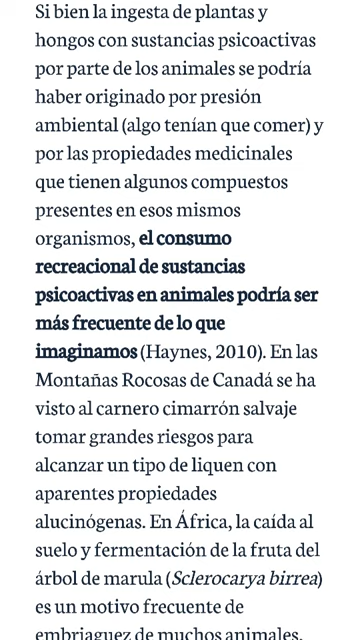 Si bien la ingesta de plantas y
hongos con sustancias psicoactivas
por parte de los animales se podría
haber originado por presión
ambiental (algo tenían que comer) y
por las propiedades medicinales
que tienen algunos compuestos
presentes en esos mismos
organismos, el consumo
recreacional de sustancias
psicoactivas en animales podría ser
más frecuente de lo que
imaginamos (Haynes, 2010). En las
Montañas Rocosas de Canadá se ha
visto al carnero cimarrón salvaje
tomar grandes riesgos para
alcanzar un tipo de liquen con
aparentes propiedades
alucinógenas. En África, la caída al
suelo y fermentación de la fruta del
árbol de marula (Sclerocarya birrea)
es un motivo frecuente de
embriaguez de muchos animales.